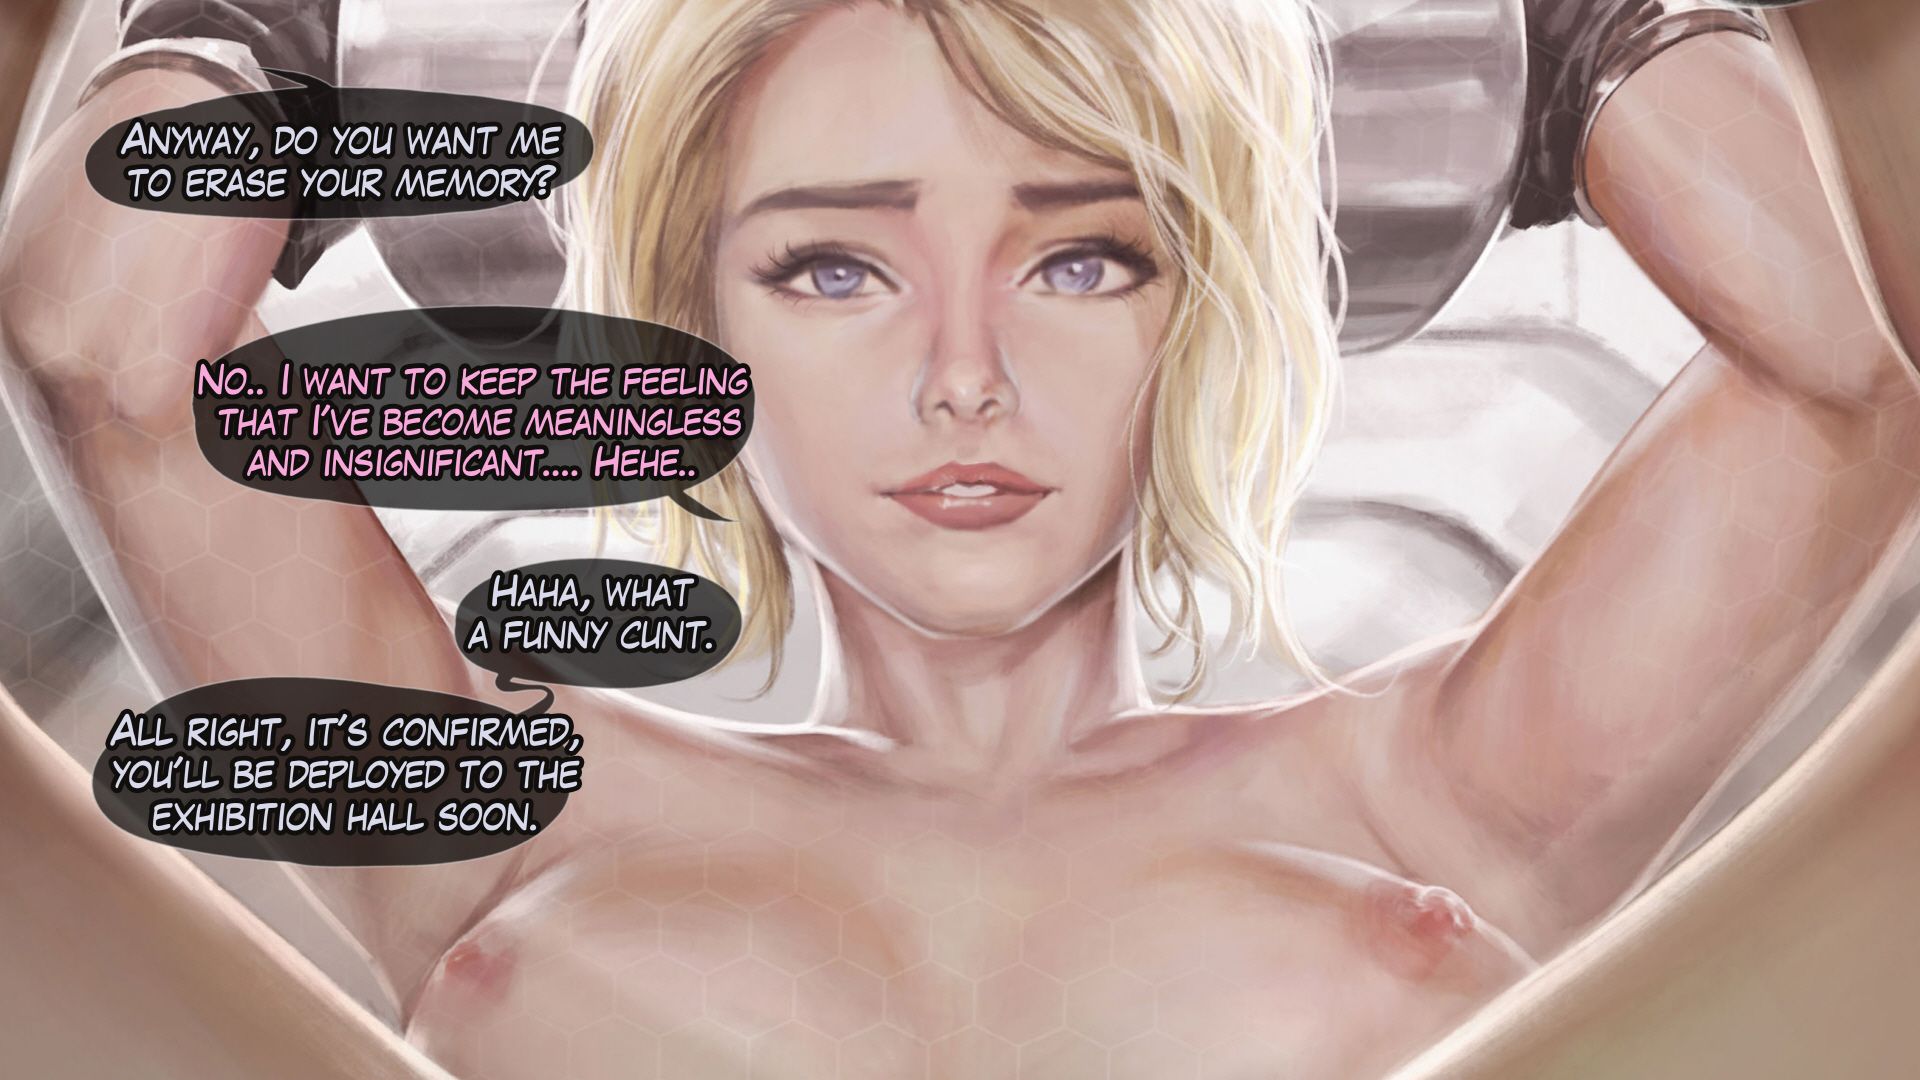 Anyway, do you want me
to erase your memory?
No.. I want to keep the feeling
that I've become meaningless
and insignificant.... Hehe..
Haha, what
a funny cunt.
All right, it's confirmed,
you'll be deployed to the
exhibition hall soon.